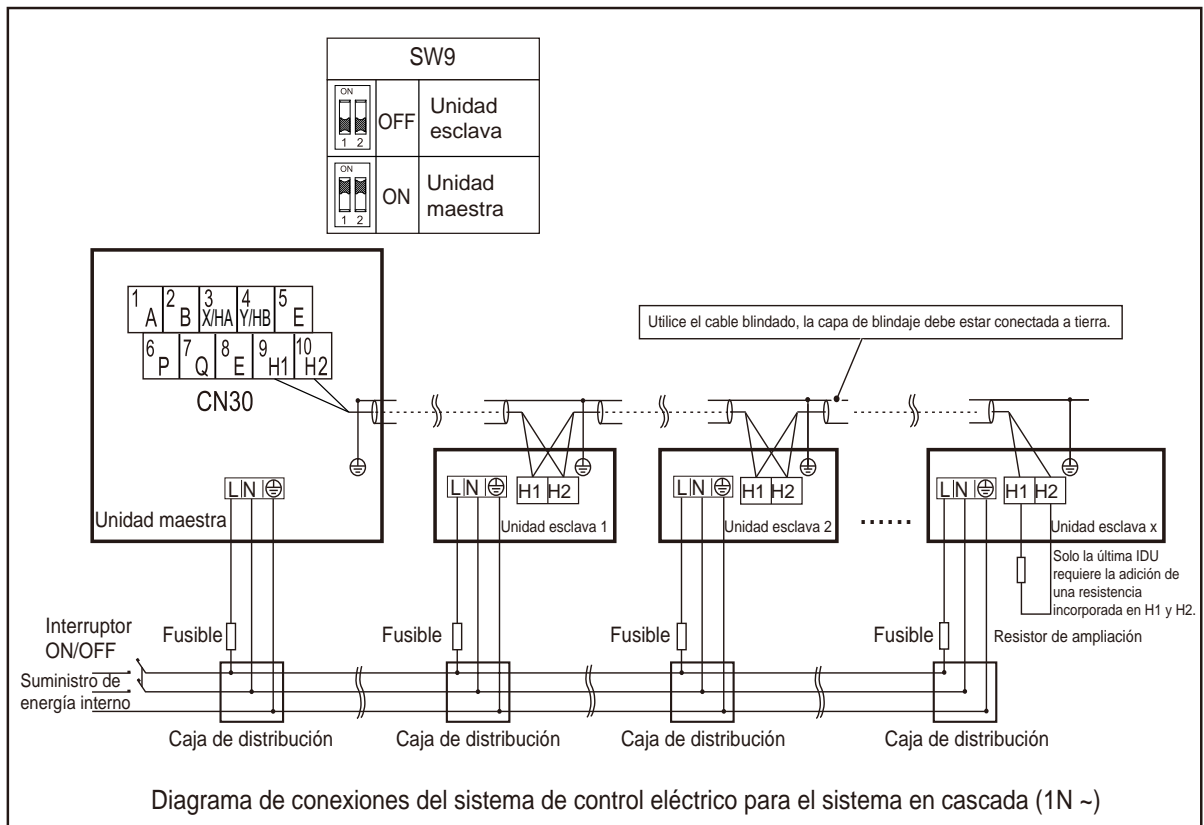 SW9
ON
1 2
OFF
Unidad
esclava
ON
1 2
ON
Unidad
maestra
1 A 2 B 3 X/HA 4 Y/HB 5 E
6 P 7 Q 8 E 9 H1 10 H2
CN30
Utilice el cable blindado, la capa de blindaje debe estar conectada a tierra.
L N
Unidad maestra
L N
H1 H2
Unidad esclava 1
L N
H1 H2
Unidad esclava 2
......
L N
H1 H2
Unidad esclava x
Solo la última IDU
requiere la adición de
una resistencia
incorporada en H1 y H2.
Resistor de ampliación
Interruptor
ON/OFF
Fusible
Fusible
Fusible
Fusible
Suministro de
energía interno
Caja de distribución
Caja de distribución
Caja de distribución
Caja de distribución
Diagrama de conexiones del sistema de control eléctrico para el sistema en cascada (1N ~)